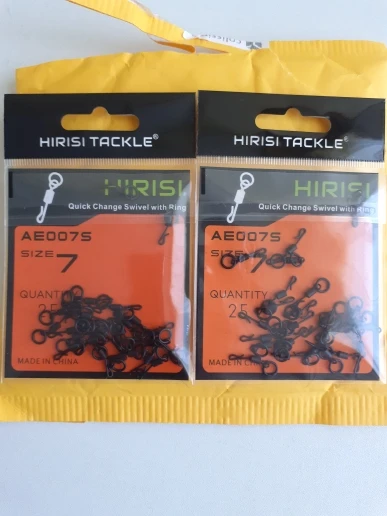 HIRISI TACKLE®
HIRISI
Quick Change Swivel with Ring
AE007S
SIZE 7
QUANTITY
MADE IN CHINA
HIRISI TACKLE®
HIRISI
Quick Change Swivel with Ring
AE007S
SIZE
QUANTITY
25
MADE IN